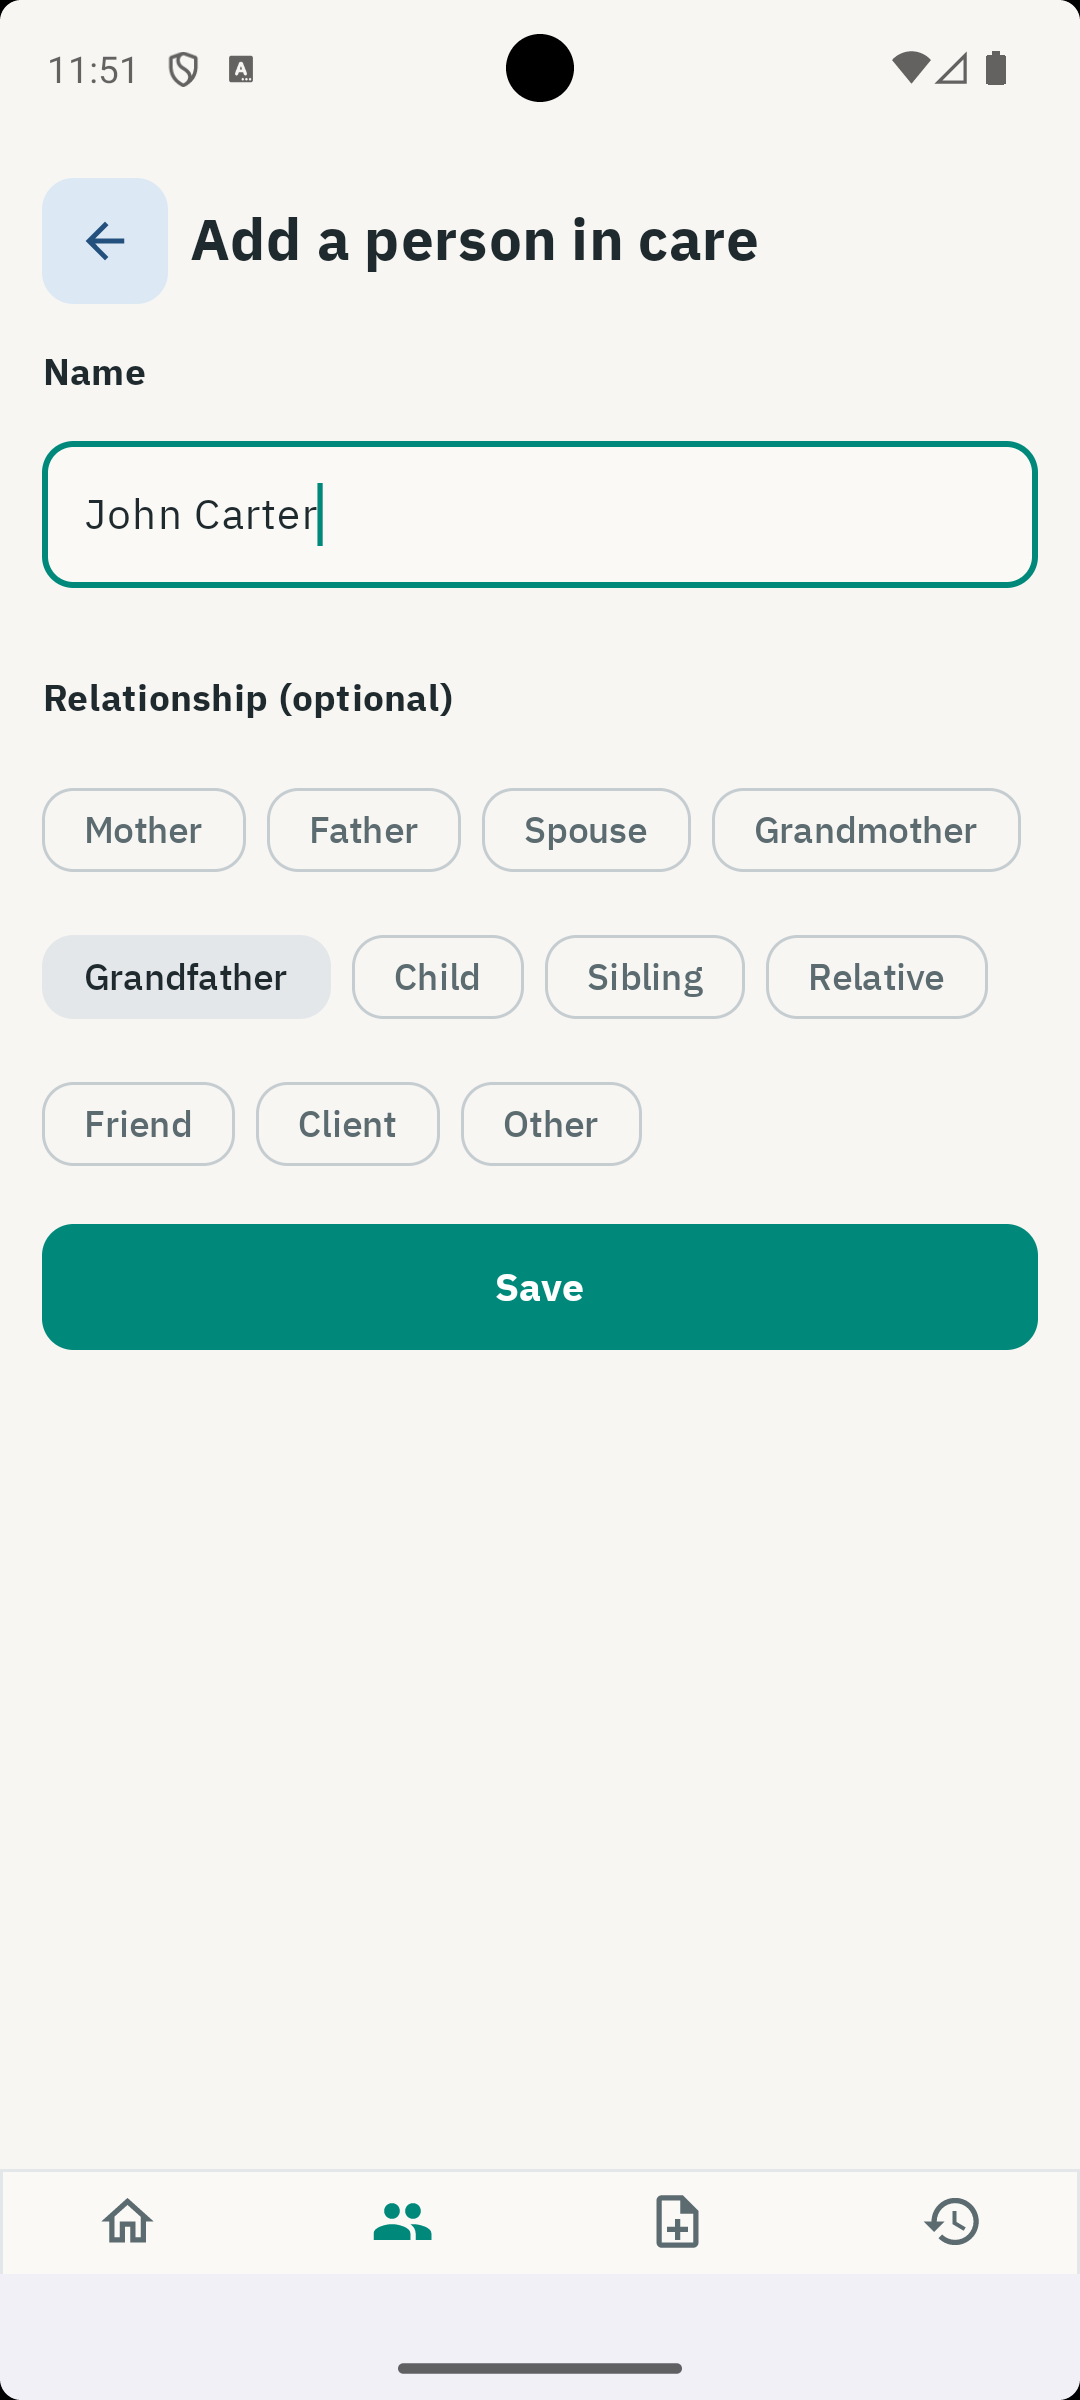 11:51
Add a person in care
Name
John Carter
Relationship (optional)
Mother Father Spouse Grandmother
Grandfather Child Sibling Relative
Friend Client Other
Save